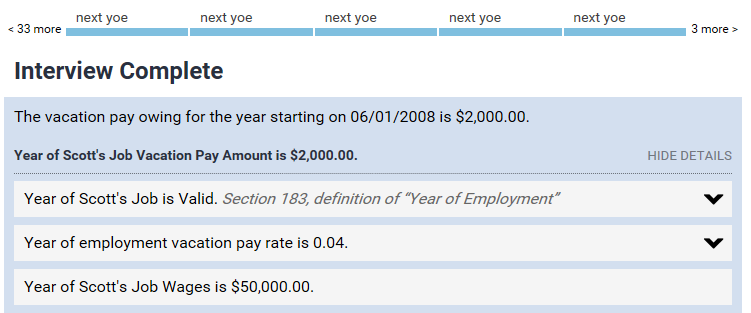 next yoe next yoe next yoe next yoe next yoe
< 33 more 3 more >
Interview Complete
The vacation pay owing for the year starting on 06/01/2008 is $2,000.00.
Year of Scott's Job Vacation Pay Amount is $2,000.00. HIDE DETAILS
Year of Scott's Job is Valid. Section 183, definition of “Year of Employment”
Year of employment vacation pay rate is 0.04.
Year of Scott's Job Wages is $50,000.00.